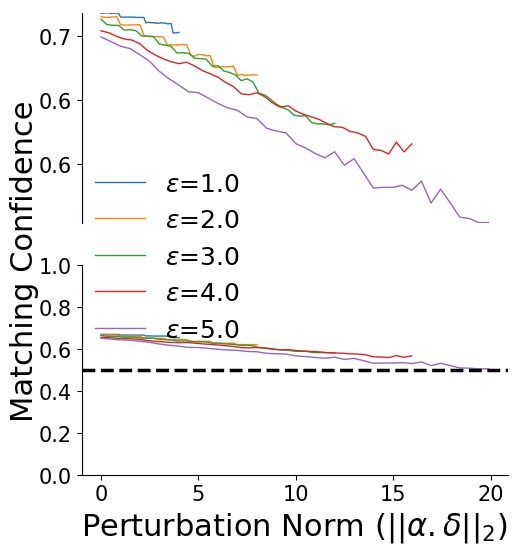 0.7
0.6
0.6
ε=1.0
ε=2.0
ε=3.0
ε=4.0
ε=5.0
Matching Confidence
1.0
0.8
0.6
0.4
0.2
0.0
0 5 10 15 20
Perturbation Norm (||α.δ||₂)